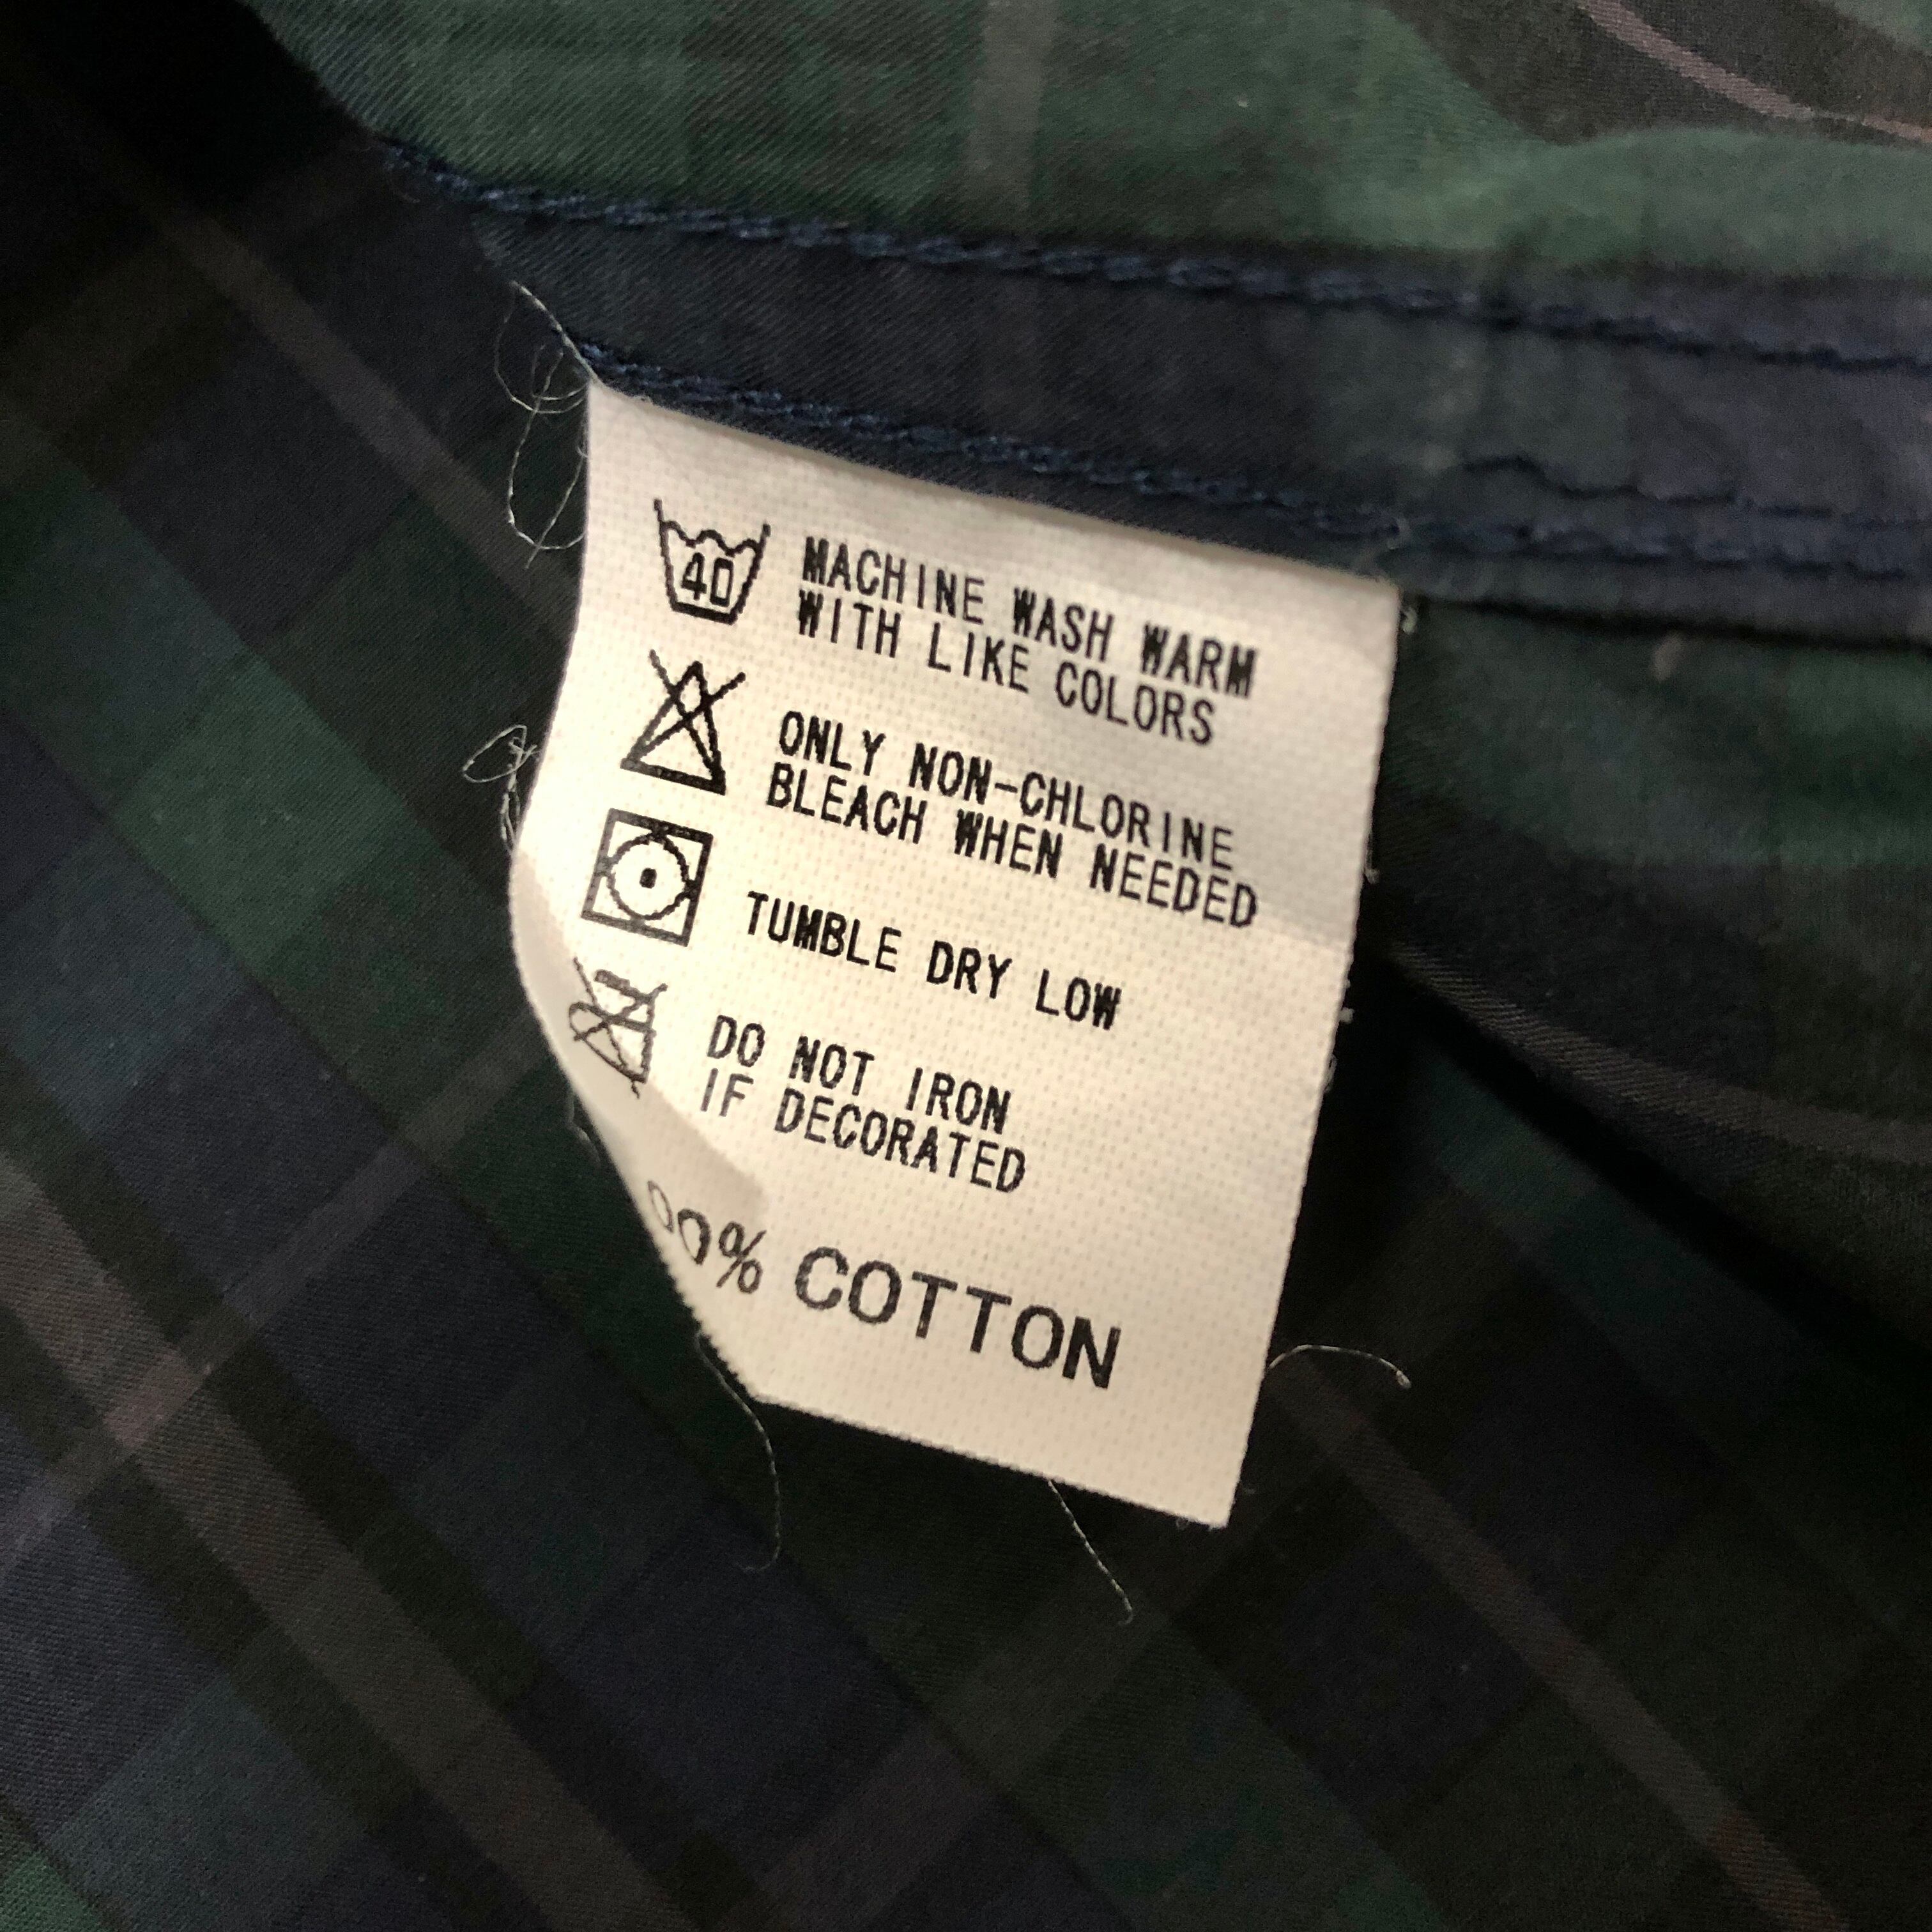 40
MACHINE WASH WARM
WITH LIKE COLORS
ONLY NON-CHLORINE
BLEACH WHEN NEEDED
TUMBLE DRY LOW
DO NOT IRON
IF DECORATED
00% COTTON